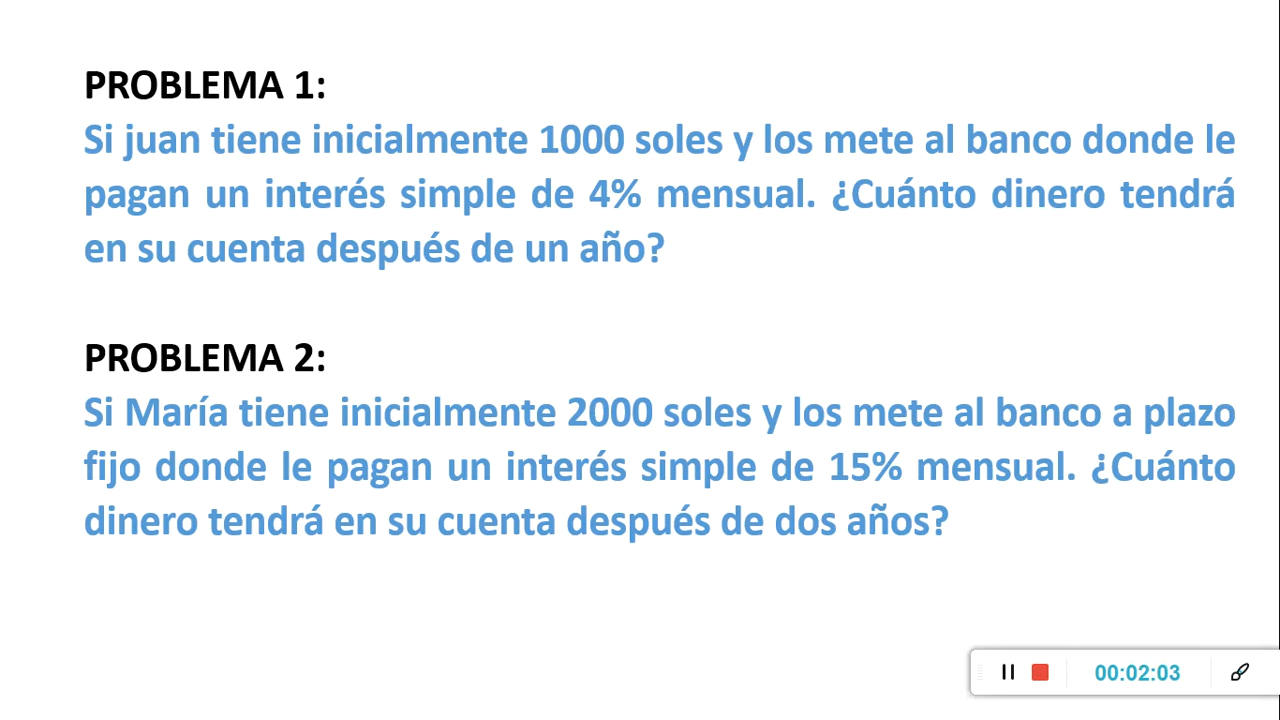 PROBLEMA 1:
Si juan tiene inicialmente 1000 soles y los mete al banco donde le
pagan un interés simple de 4% mensual. ¿Cuánto dinero tendrá
en su cuenta después de un año?
PROBLEMA 2:
Si María tiene inicialmente 2000 soles y los mete al banco a plazo
fijo donde le pagan un interés simple de 15% mensual. ¿Cuánto
dinero tendrá en su cuenta después de dos años?
00:02:03